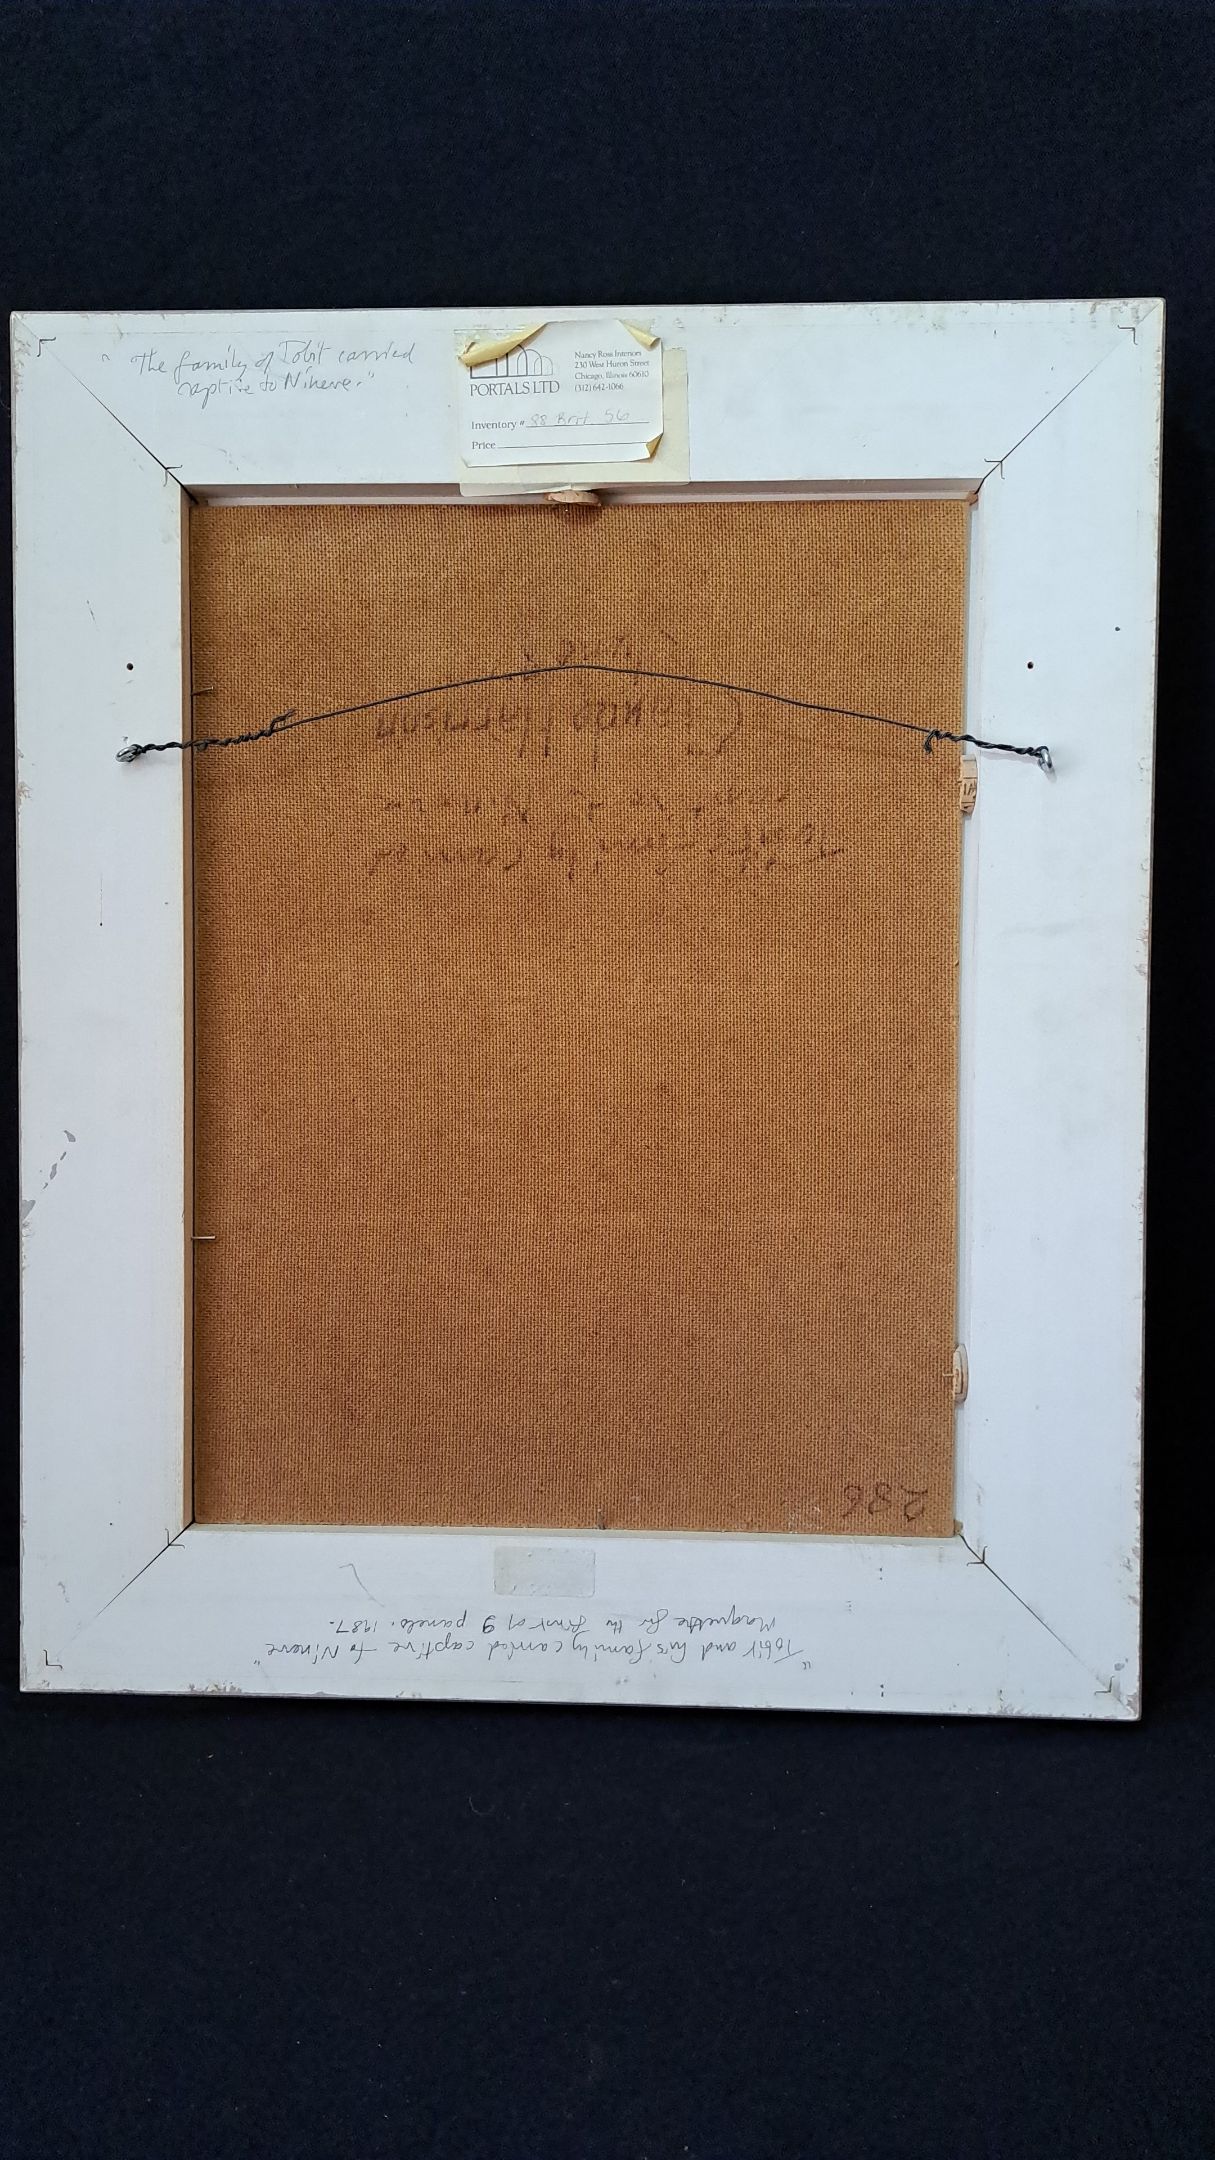 "The family of Tobit carried
captive to Nineve."
PORTALS LTD
Nancy Ross Interiors
230 West Huron Street
Chicago, Illinois 60610
(312) 642-1066
Inventory # 88 Brit. 56
Price
Harmson
286
"Tobit and his family carried captive to Nineve"
Maquette for the first of 9 panels. 1987.